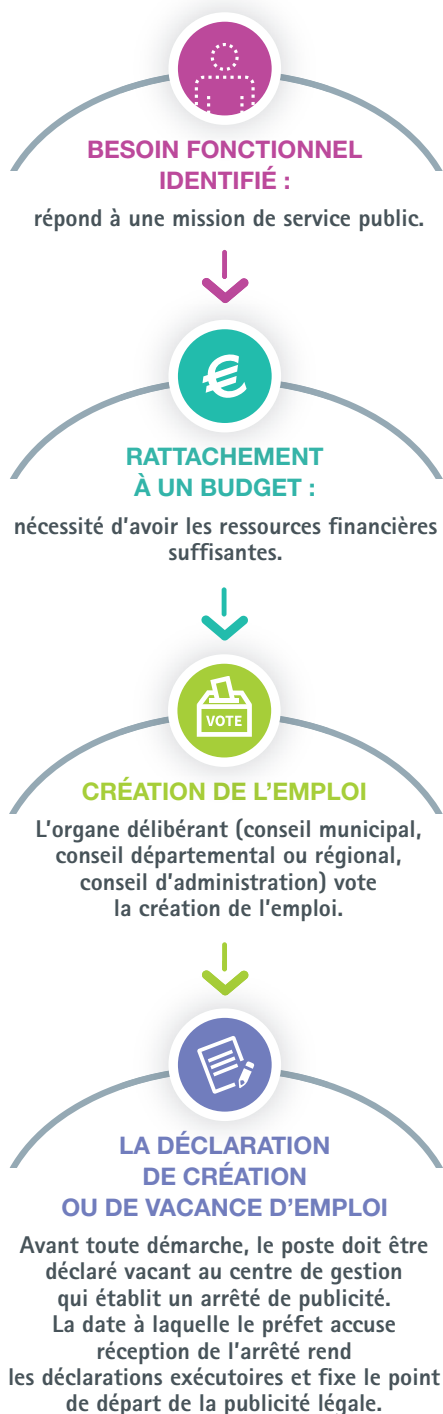 BESOIN FONCTIONNEL
IDENTIFIÉ :
répond à une mission de service public.
€
RATTACHEMENT
À UN BUDGET :
nécessité d'avoir les ressources financières
suffisantes.
VOTE
CRÉATION DE L'EMPLOI
L'organe délibérant (conseil municipal,
conseil départemental ou régional,
conseil d'administration) vote
la création de l'emploi.
LA DÉCLARATION
DE CRÉATION
OU DE VACANCE D'EMPLOI
Avant toute démarche, le poste doit être
déclaré vacant au centre de gestion
qui établit un arrêté de publicité.
La date à laquelle le préfet accuse
réception de l'arrêté rend
les déclarations exécutoires et fixe le point
de départ de la publicité légale.